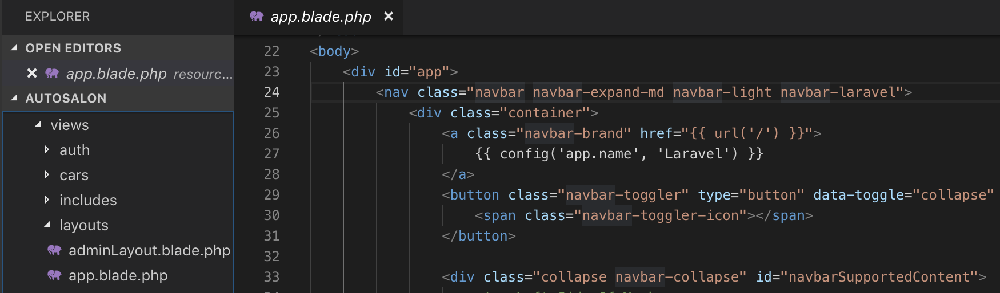 EXPLORER
OPEN EDITORS
app.blade.php resourc...
AUTOSALON
views
auth
cars
includes
layouts
adminLayout.blade.php
app.blade.php
app.blade.php
22 <body>
23 <div id="app">
24 <nav class="navbar navbar-expand-md navbar-light navbar-laravel">
25 <div class="container">
26 <a class="navbar-brand" href="{{ url('/') }}">
27 {{ config('app.name', 'Laravel') }}
28 </a>
29 <button class="navbar-toggler" type="button" data-toggle="collapse"
30 <span class="navbar-toggler-icon"></span>
31 </button>
32
33 <div class="collapse navbar-collapse" id="navbarSupportedContent">